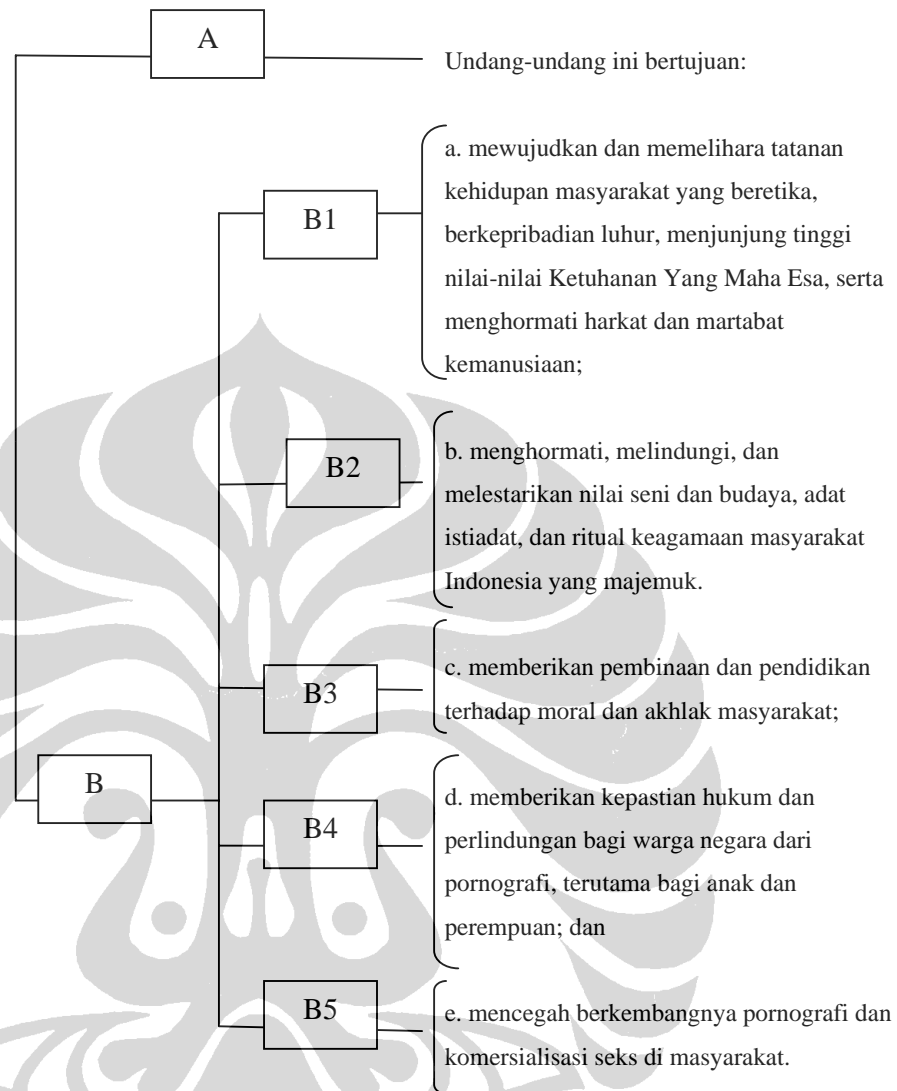 A
Undang-undang ini bertujuan:
B1
a. mewujudkan dan memelihara tatanan
kehidupan masyarakat yang beretika,
berkepribadian luhur, menjunjung tinggi
nilai-nilai Ketuhanan Yang Maha Esa, serta
menghormati harkat dan martabat
kemanusiaan;
B2
b. menghormati, melindungi, dan
melestarikan nilai seni dan budaya, adat
istiadat, dan ritual keagamaan masyarakat
Indonesia yang majemuk.
B3
c. memberikan pembinaan dan pendidikan
terhadap moral dan akhlak masyarakat;
B
B4
d. memberikan kepastian hukum dan
perlindungan bagi warga negara dari
pornografi, terutama bagi anak dan
perempuan; dan
B5
e. mencegah berkembangnya pornografi dan
komersialisasi seks di masyarakat.